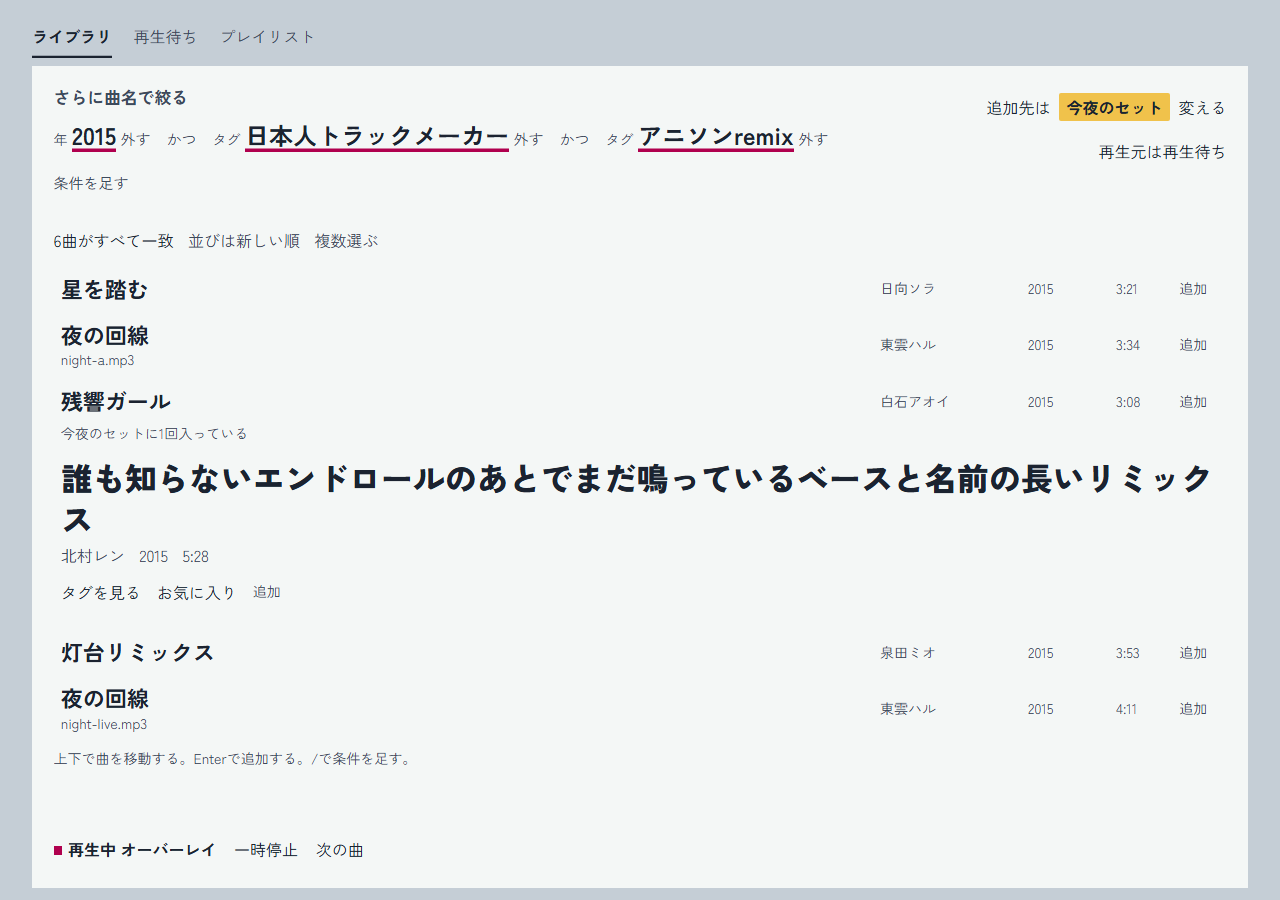 ライブラリ 再生待ち プレイリスト
さらに曲名で絞る
追加先は 今夜のセット 変える
年 2015 外す かつ タグ 日本人トラックメーカー 外す かつ タグ アニソンremix 外す
再生元は再生待ち
条件を足す
6曲がすべて一致 並びは新しい順 複数選ぶ
星を踏む 日向ソラ 2015 3:21 追加
夜の回線 東雲ハル 2015 3:34 追加
night-a.mp3
残響ガール 白石アオイ 2015 3:08 追加
今夜のセットに1回入っている
誰も知らないエンドロールのあとでまだ鳴っているベースと名前の長いリミック
ス
北村レン 2015 5:28
タグを見る お気に入り 追加
灯台リミックス 泉田ミオ 2015 3:53 追加
夜の回線 東雲ハル 2015 4:11 追加
night-live.mp3
上下で曲を移動する。Enterで追加する。/で条件を足す。
再生中 オーバーレイ 一時停止 次の曲